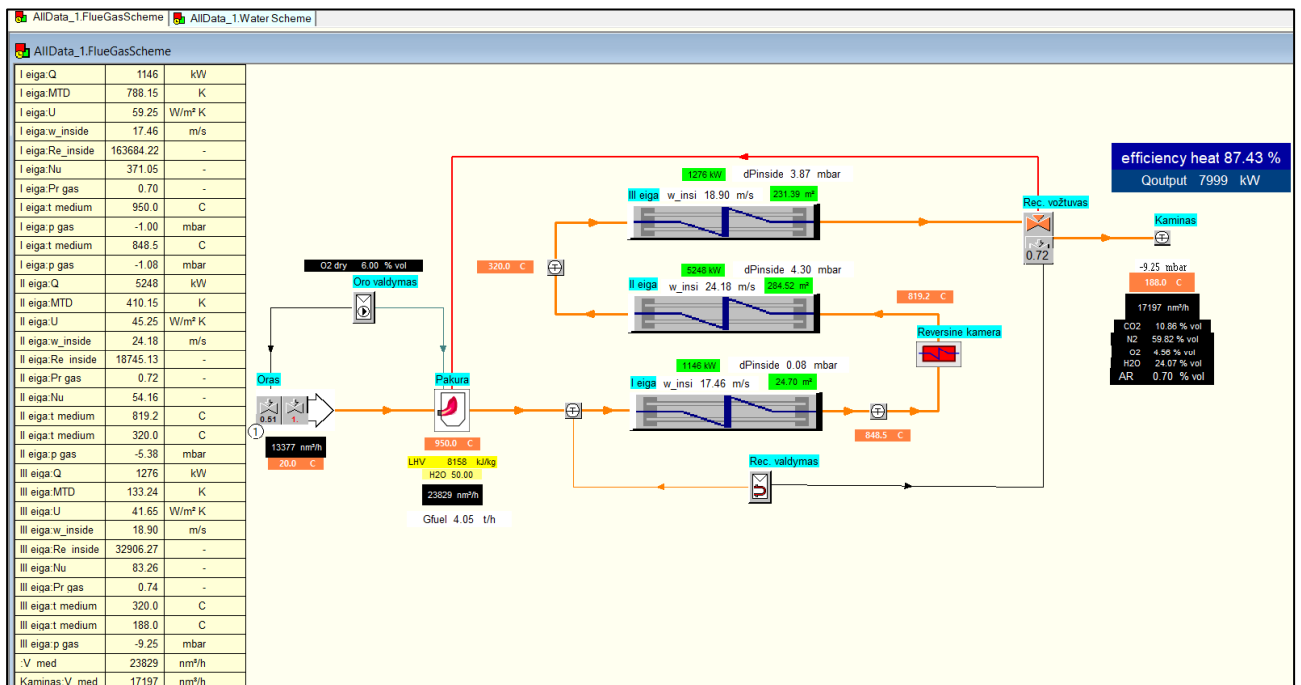 AllData_1.FlueGasScheme AllData_1.Water Scheme
AllData_1.FlueGasScheme
I eiga:Q 1146 kW
I eiga:MTD 788.15 K
I eiga:U 59.25 W/m² K
I eiga:w_inside 17.46 m/s
I eiga:Re_inside 163684.22 -
I eiga:Nu 371.05 -
I eiga:Pr gas 0.70 -
I eiga:t medium 950.0 C
I eiga:p gas -1.00 mbar
I eiga:t medium 848.5 C
I eiga:p gas -1.08 mbar
II eiga:Q 5248 kW
II eiga:MTD 410.15 K
II eiga:U 45.25 W/m² K
II eiga:w_inside 24.18 m/s
II eiga:Re inside 18745.13 -
II eiga:Pr gas 0.72 -
II eiga:Nu 54.16 -
II eiga:t medium 819.2 C
II eiga:t medium 320.0 C
II eiga:p gas -5.38 mbar
III eiga:Q 1276 kW
III eiga:MTD 133.24 K
III eiga:U 41.65 W/m² K
III eiga:w_inside 18.90 m/s
III eiga:Re inside 32906.27 -
III eiga:Nu 83.26 -
III eiga:Pr gas 0.74 -
III eiga:t medium 320.0 C
III eiga:t medium 188.0 C
III eiga:p gas -9.25 mbar
:V med 23829 nm³/h
Kaminas:V med 17197 nm³/h
efficiency heat 87.43 %
Qoutput 7999 kW
1276 kW dPinside 3.87 mbar
III eiga w_insi 18.90 m/s 231.39 m²
Rec. vožtuvas
0.72
Kaminas
-9.25 mbar
188.0 C
17197 nm³/h
CO2 10.86 % vol
N2 59.82 % vol
O2 4.56 % vol
H2O 24.07 % vol
AR 0.70 % vol
O2 dry 6.00 % vol
Oro valdymas
320.0 C
5248 kW dPinside 4.30 mbar
II eiga w_insi 24.18 m/s 284.52 m²
819.2 C
Reversine kamera
1146 kW dPinside 0.08 mbar
I eiga w_insi 17.46 m/s 24.70 m²
848.5 C
Oras
0.51 1.
1
13377 nm³/h
20.0 C
Pakura
950.0 C
LHV 8158 kJ/kg
H2O 50.00
23829 nm³/h
Gfuel 4.05 t/h
Rec. valdymas